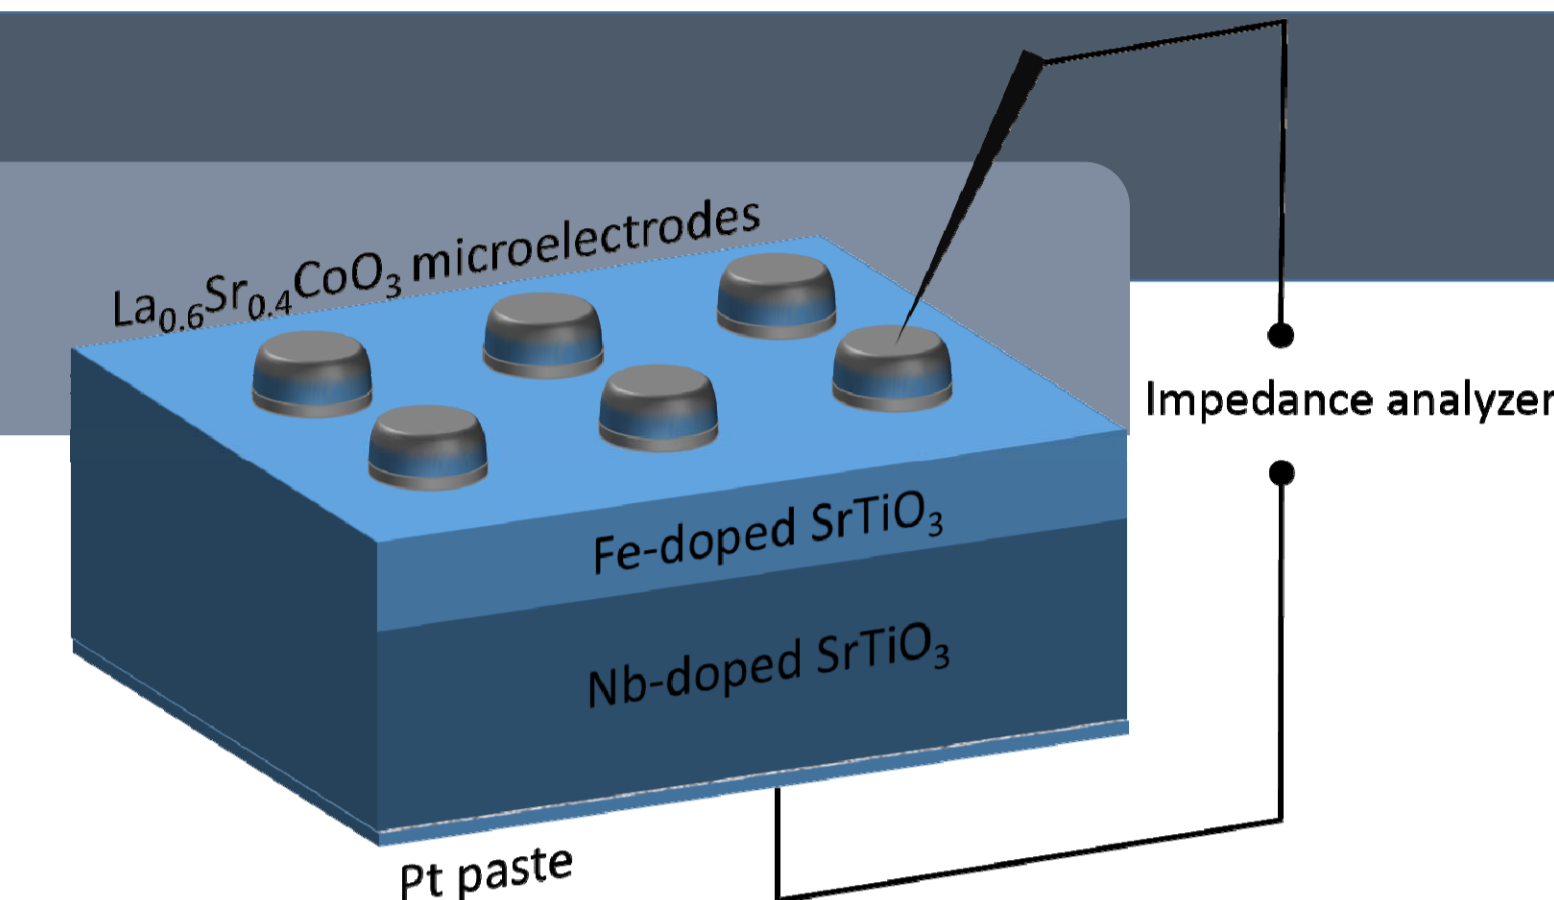 La₀.₆Sr₀.₄CoO₃ microelectrodes
Impedance analyzer
Fe-doped SrTiO₃
Nb-doped SrTiO₃
Pt paste